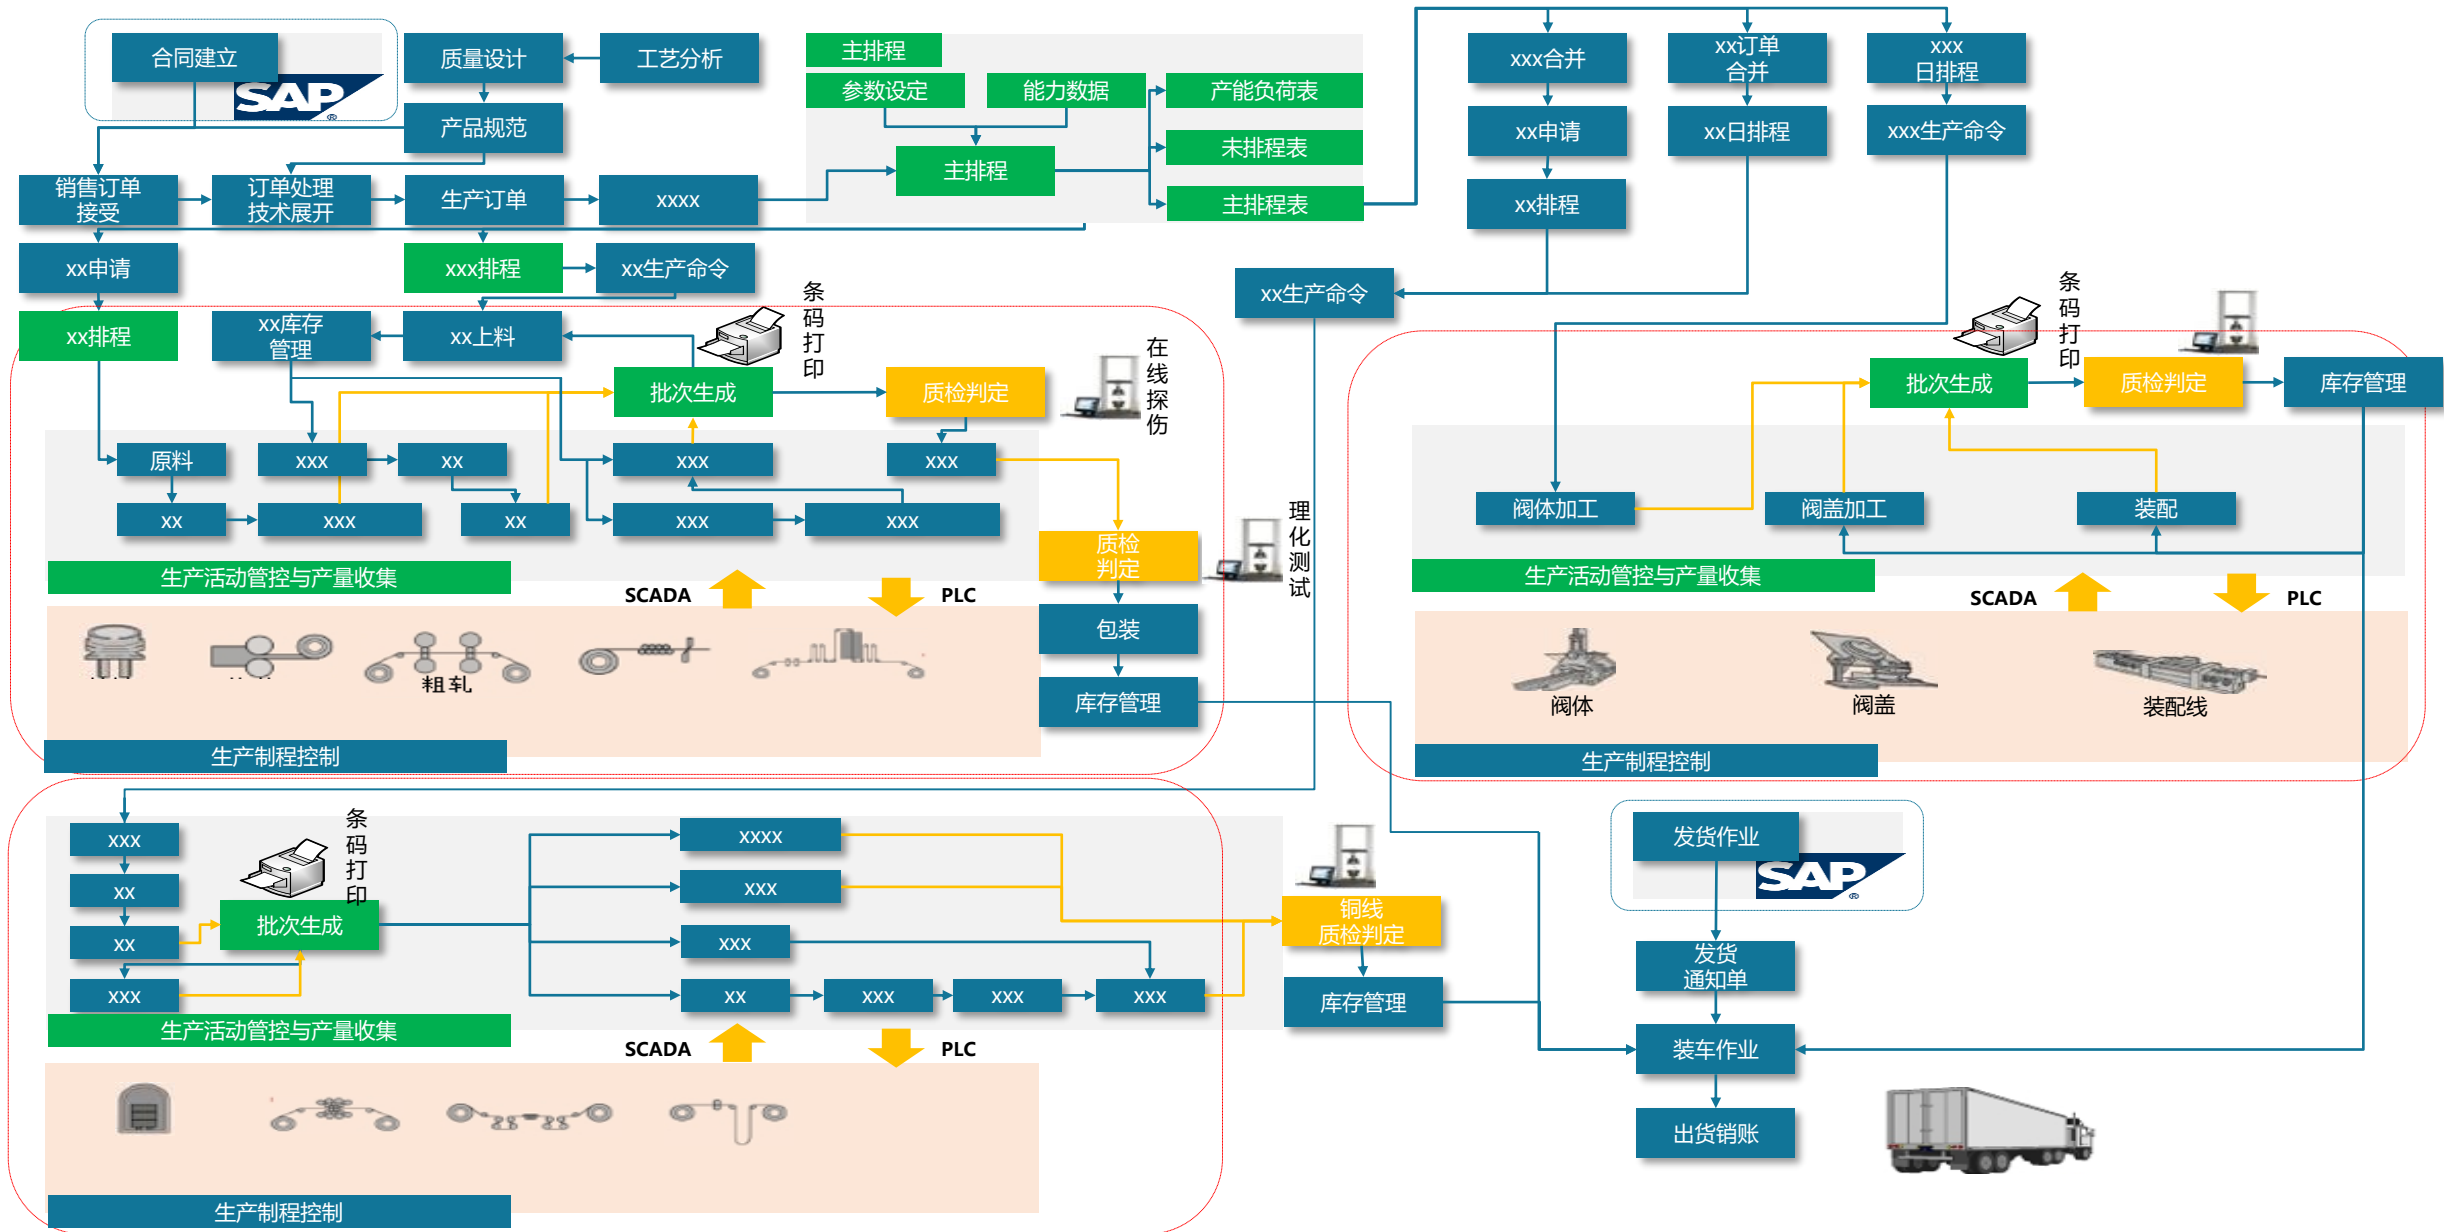 合同建立
SAP
®
质量设计
工艺分析
产品规范
销售订单
接受
订单处理
技术展开
生产订单
xxxx
主排程
参数设定
能力数据
主排程
产能负荷表
未排程表
主排程表
xxx合并
xx申请
xx排程
xx订单
合并
xx日排程
xxx
日排程
xxx生产命令
xx申请
xxx排程
xx生产命令
xx生产命令
xx排程
xx库存
管理
xx上料
条码打印
批次生成
质检判定
在线探伤
原料
xxx
xx
xxx
xxx
xx
xxx
xx
xxx
xxx
生产活动管控与产量收集
SCADA
PLC
质检
判定
理化测试
包装
库存管理
粗轧
生产制程控制
条码打印
批次生成
质检判定
库存管理
阀体加工
阀盖加工
装配
生产活动管控与产量收集
SCADA
PLC
阀体
阀盖
装配线
生产制程控制
xxx
xx
xx
xxx
条码打印
批次生成
xxxx
xxx
xxx
xx
xxx
xxx
xxx
生产活动管控与产量收集
SCADA
PLC
铜线
质检判定
库存管理
生产制程控制
发货作业
SAP
®
发货
通知单
装车作业
出货销账